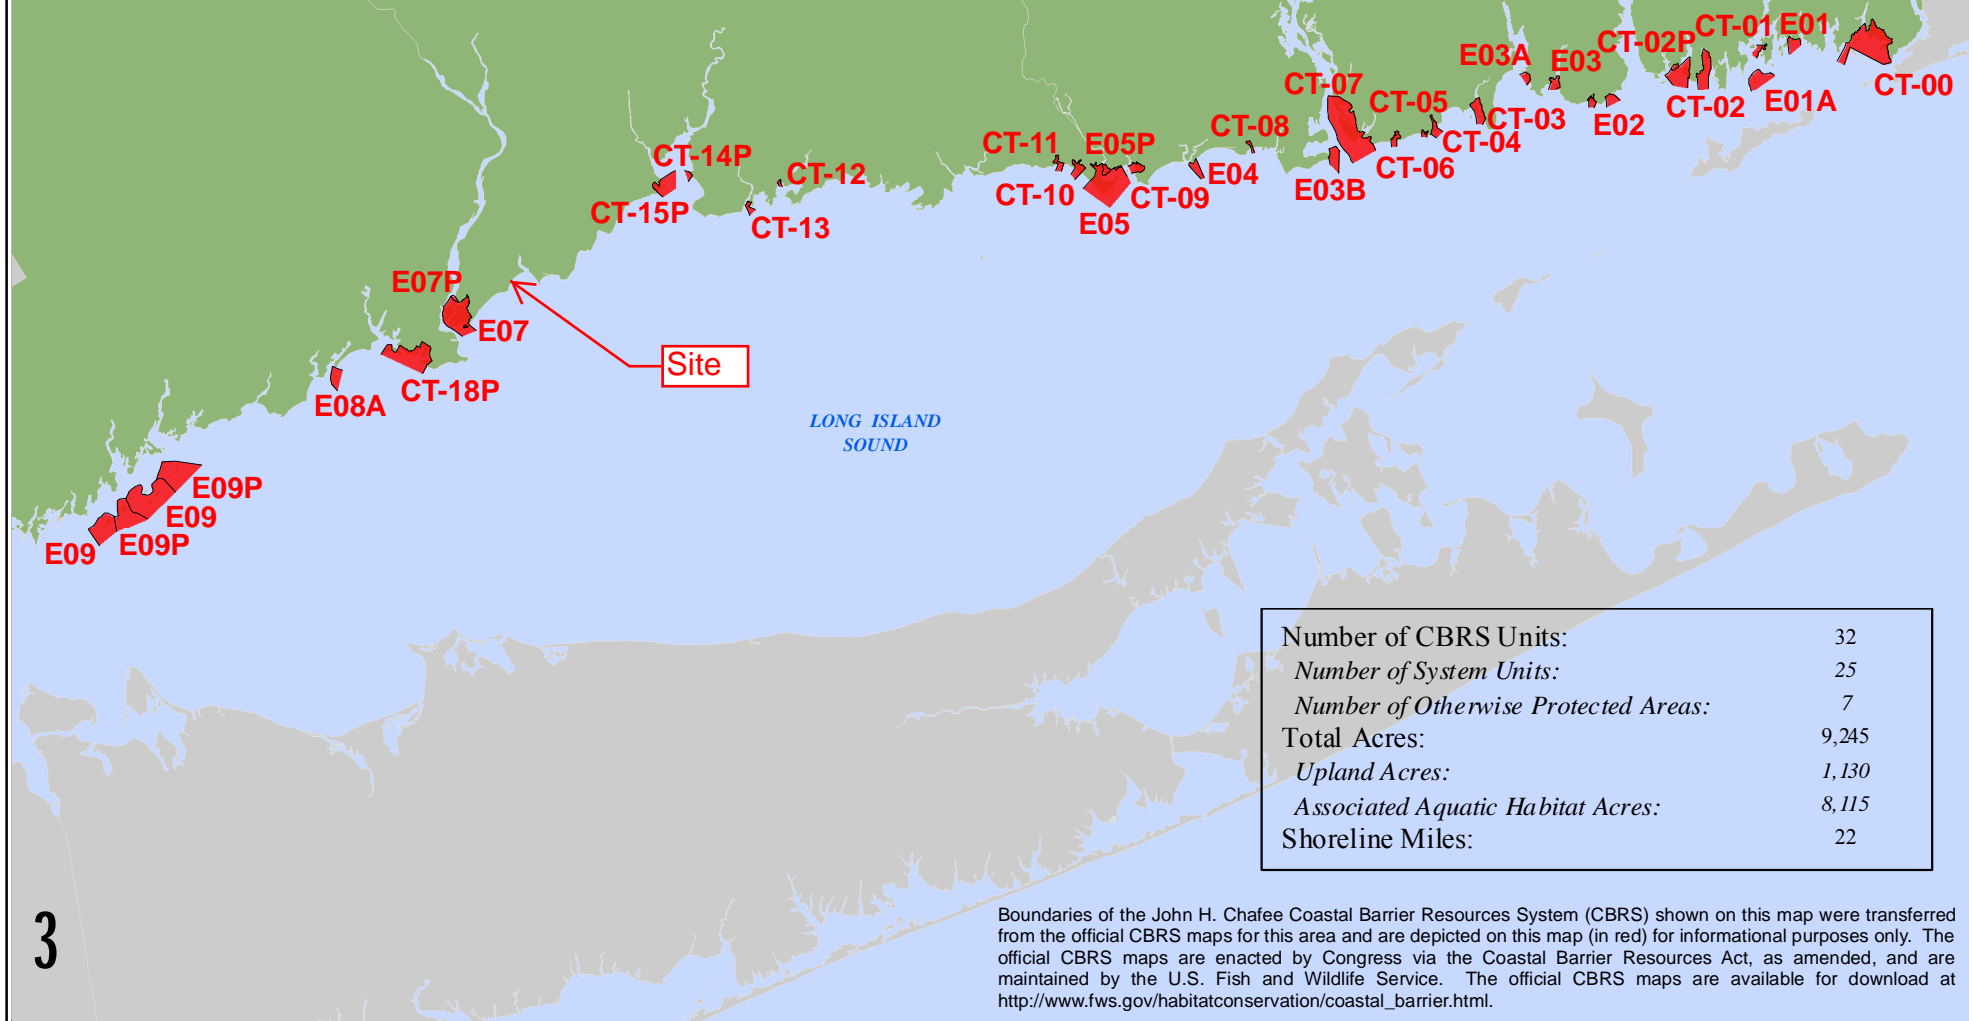 CT-01 E01
CT-02P
E03A E03
CT-00
CT-07
CT-05
CT-02 E01A
CT-03 E02
CT-08
CT-04
CT-11 E05P
CT-06
CT-14P
CT-12
E04
E03B
CT-10 CT-09
CT-15P
CT-13
E05
E07P
E07
Site
CT-18P
E08A
LONG ISLAND
SOUND
E09P
E09
E09 E09P
Number of CBRS Units: 32
Number of System Units: 25
Number of Otherwise Protected Areas: 7
Total Acres: 9,245
Upland Acres: 1,130
Associated Aquatic Habitat Acres: 8,115
Shoreline Miles: 22
3
Boundaries of the John H. Chafee Coastal Barrier Resources System (CBRS) shown on this map were transferred
from the official CBRS maps for this area and are depicted on this map (in red) for informational purposes only. The
official CBRS maps are enacted by Congress via the Coastal Barrier Resources Act, as amended, and are
maintained by the U.S. Fish and Wildlife Service. The official CBRS maps are available for download at
http://www.fws.gov/habitatconservation/coastal_barrier.html.